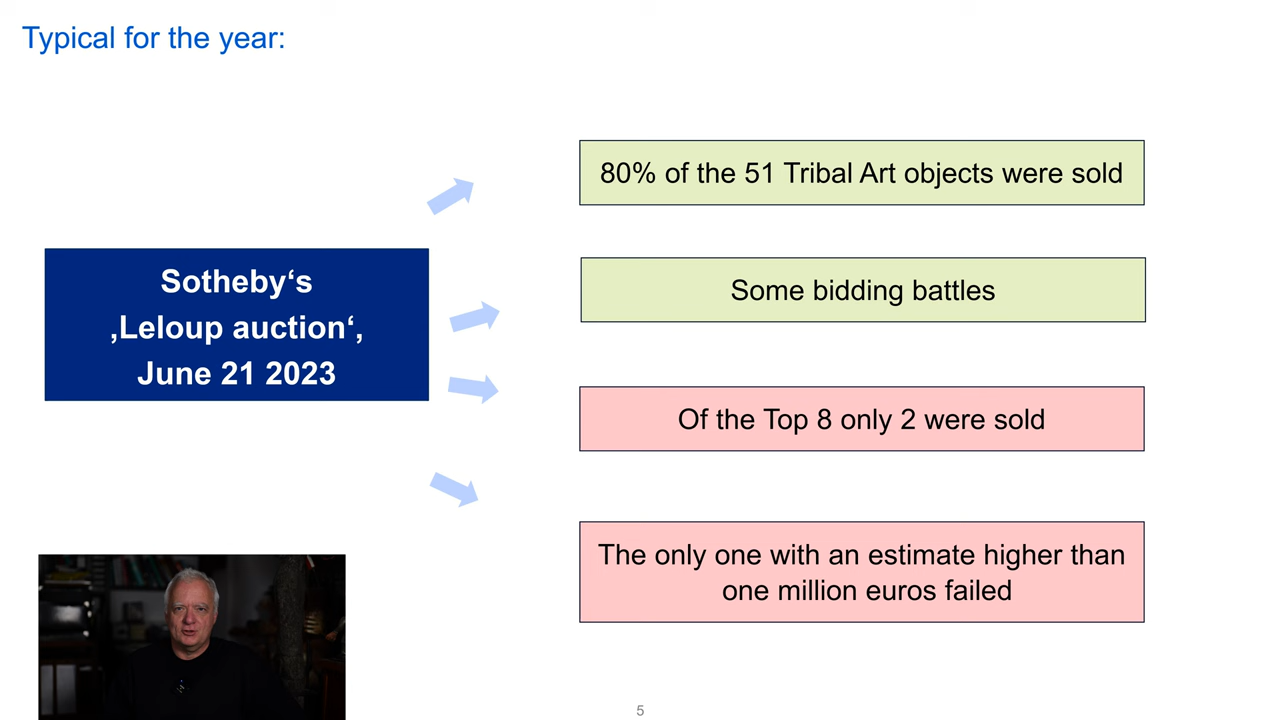 Typical for the year:
80% of the 51 Tribal Art objects were sold
Sotheby‘s
‚Leloup auction‘,
June 21 2023
Some bidding battles
Of the Top 8 only 2 were sold
The only one with an estimate higher than
one million euros failed
5